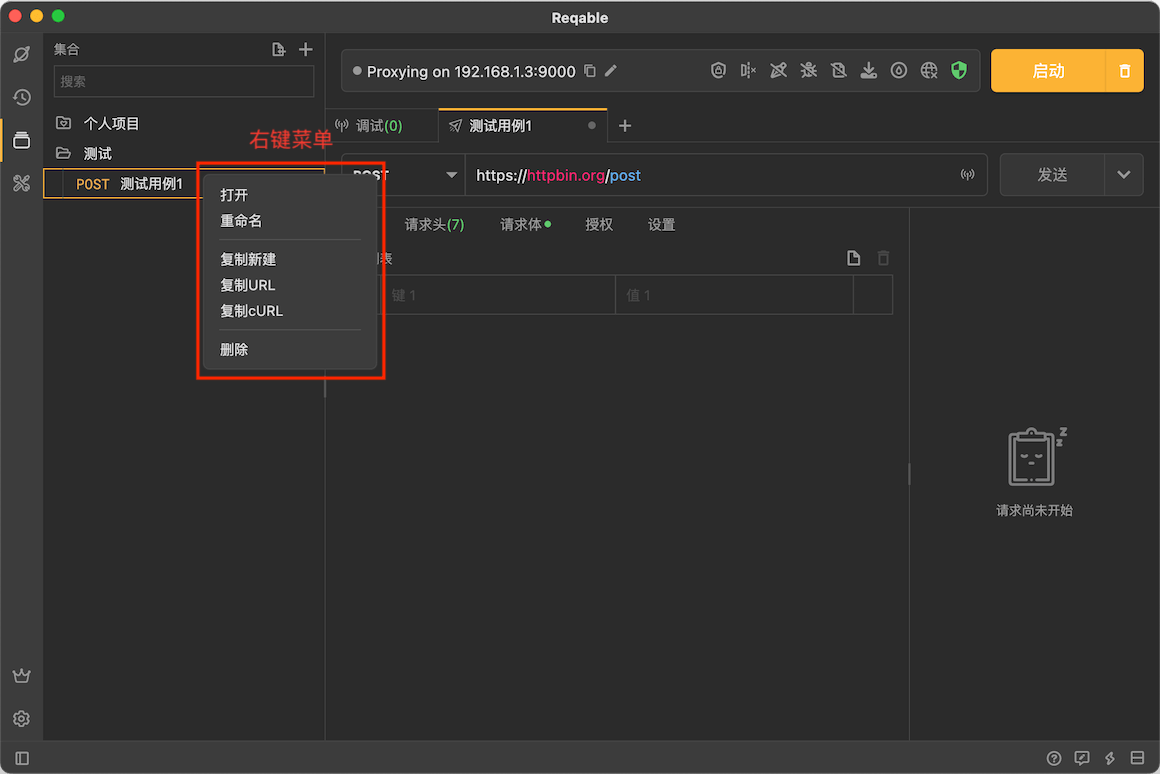 Reqable
集合
搜索
Proxying on 192.168.1.3:9000
启动
个人项目
测试
POST 测试用例1
右键菜单
调试(0)
测试用例1
POST
https://httpbin.org/post
发送
打开
重命名
复制新建
复制URL
复制cURL
删除
请求头(7)
请求体
授权
设置
表
键 1
值 1
请求尚未开始